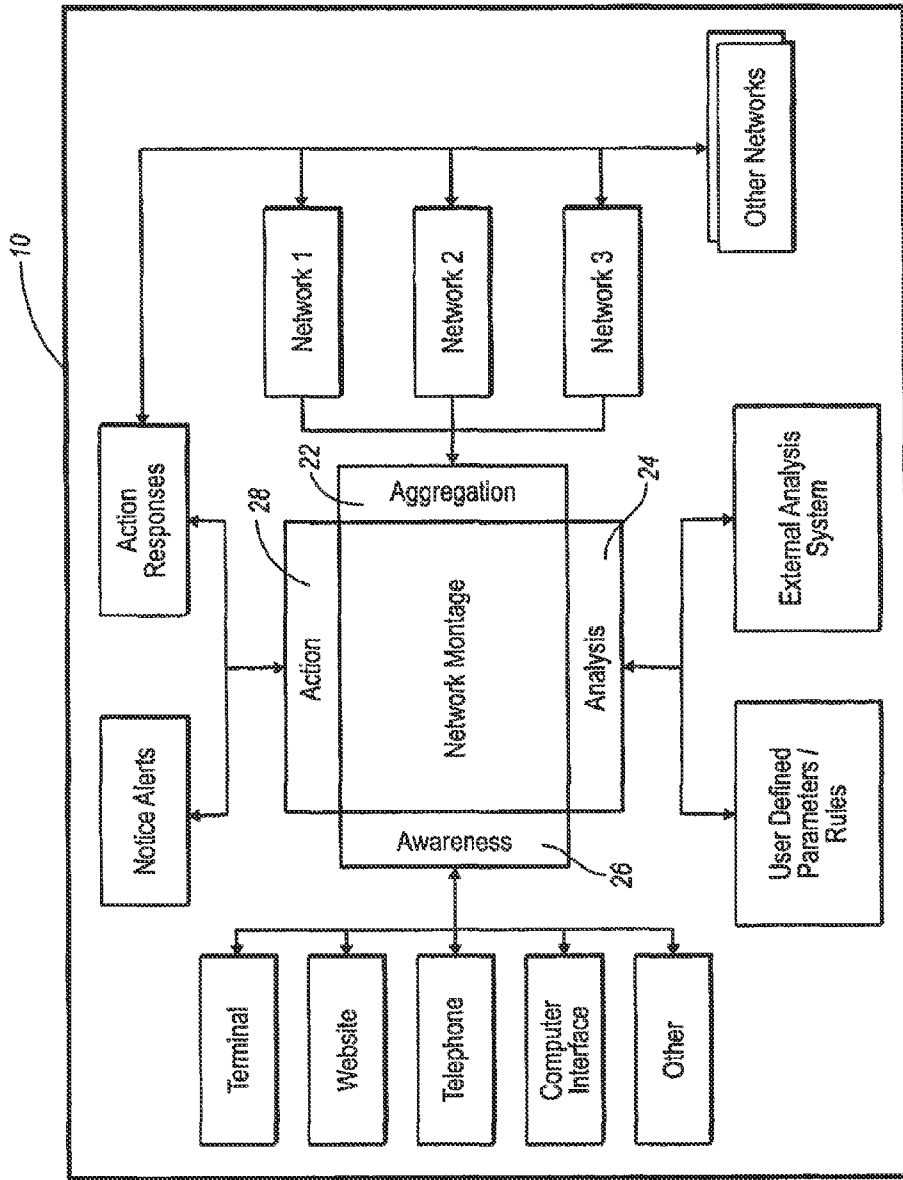 10
Notice Alerts
Action
Responses
Terminal
Website
Telephone
Computer
Interface
Other
Action
28
Awareness
26
Network Montage
Aggregation
22
Analysis
24
Network 1
Network 2
Network 3
Other Networks
User Defined
Parameters /
Rules
External Analysis
System